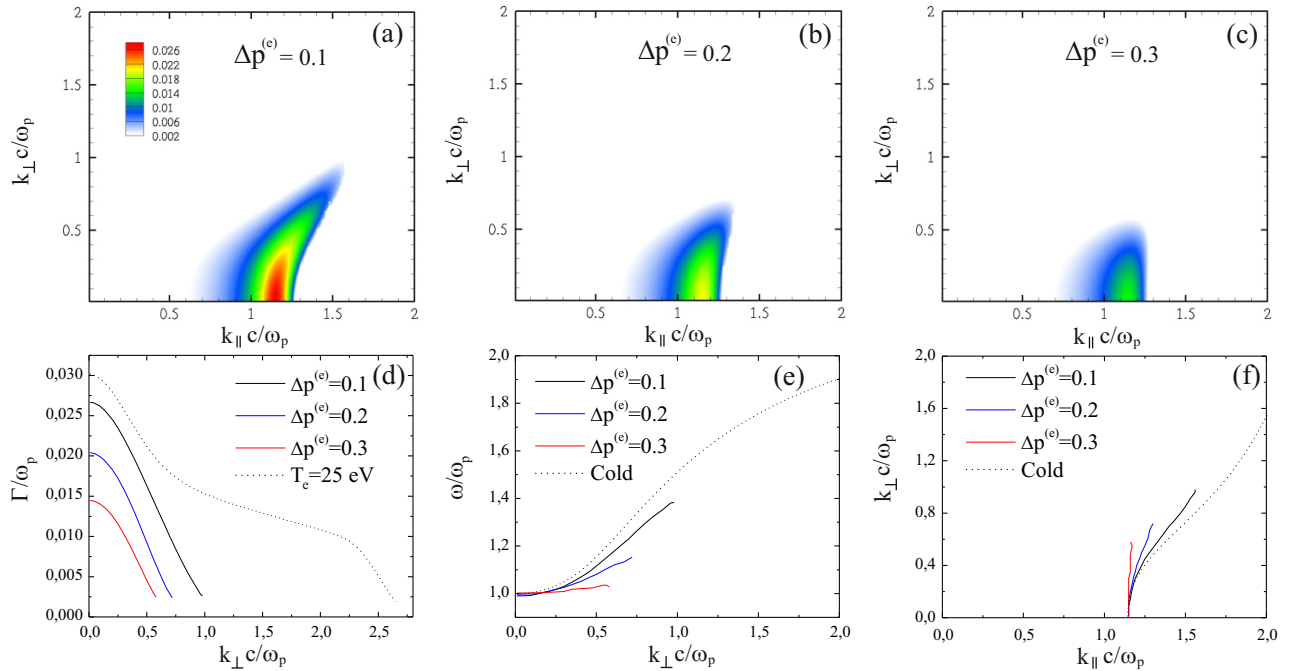 (a)
Δp(e) = 0.1
0.026
0.022
0.018
0.014
0.01
0.006
0.002
2
1.5
1
0.5
k⊥ c/ωp
0.5 1 1.5 2
k∥ c/ωp
(b)
Δp(e) = 0.2
2
1.5
1
0.5
k⊥ c/ωp
0.5 1 1.5 2
k∥ c/ωp
(c)
Δp(e) = 0.3
2
1.5
1
0.5
k⊥ c/ωp
0.5 1 1.5 2
k∥ c/ωp
(d)
Δp(e)=0.1
Δp(e)=0.2
Δp(e)=0.3
Te=25 eV
0,035
0,030
0,025
0,020
0,015
0,010
0,005
0,000
Γ/ωp
0,0 0,5 1,0 1,5 2,0 2,5
k⊥ c/ωp
(e)
Δp(e)=0.1
Δp(e)=0.2
Δp(e)=0.3
Cold
2,0
1,8
1,6
1,4
1,2
1,0
ω/ωp
0,0 0,5 1,0 1,5 2,0
k⊥ c/ωp
(f)
Δp(e)=0.1
Δp(e)=0.2
Δp(e)=0.3
Cold
2,0
1,6
1,2
0,8
0,4
0,0
k⊥ c/ωp
0,0 0,5 1,0 1,5 2,0
k∥ c/ωp